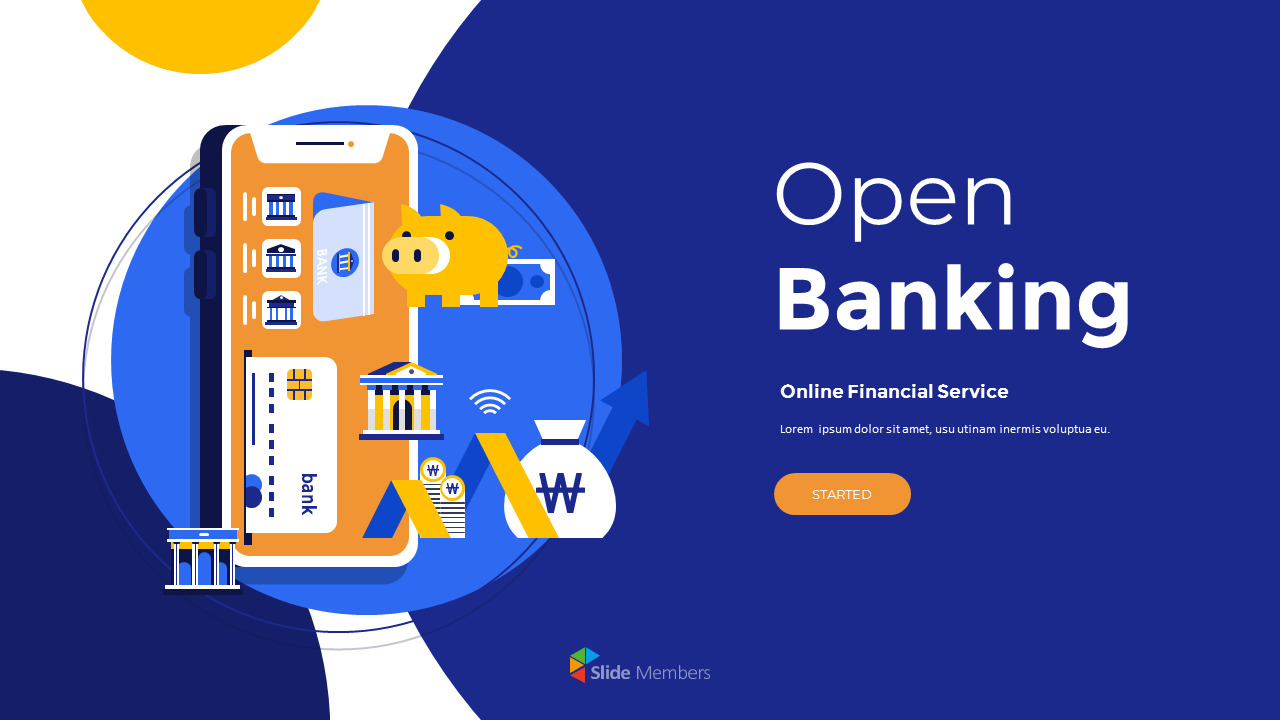 Open
Banking
Online Financial Service
Lorem ipsum dolor sit amet, usu utinam inermis voluptua eu.
STARTED
BANK
bank
₩
₩
₩
Slide Members